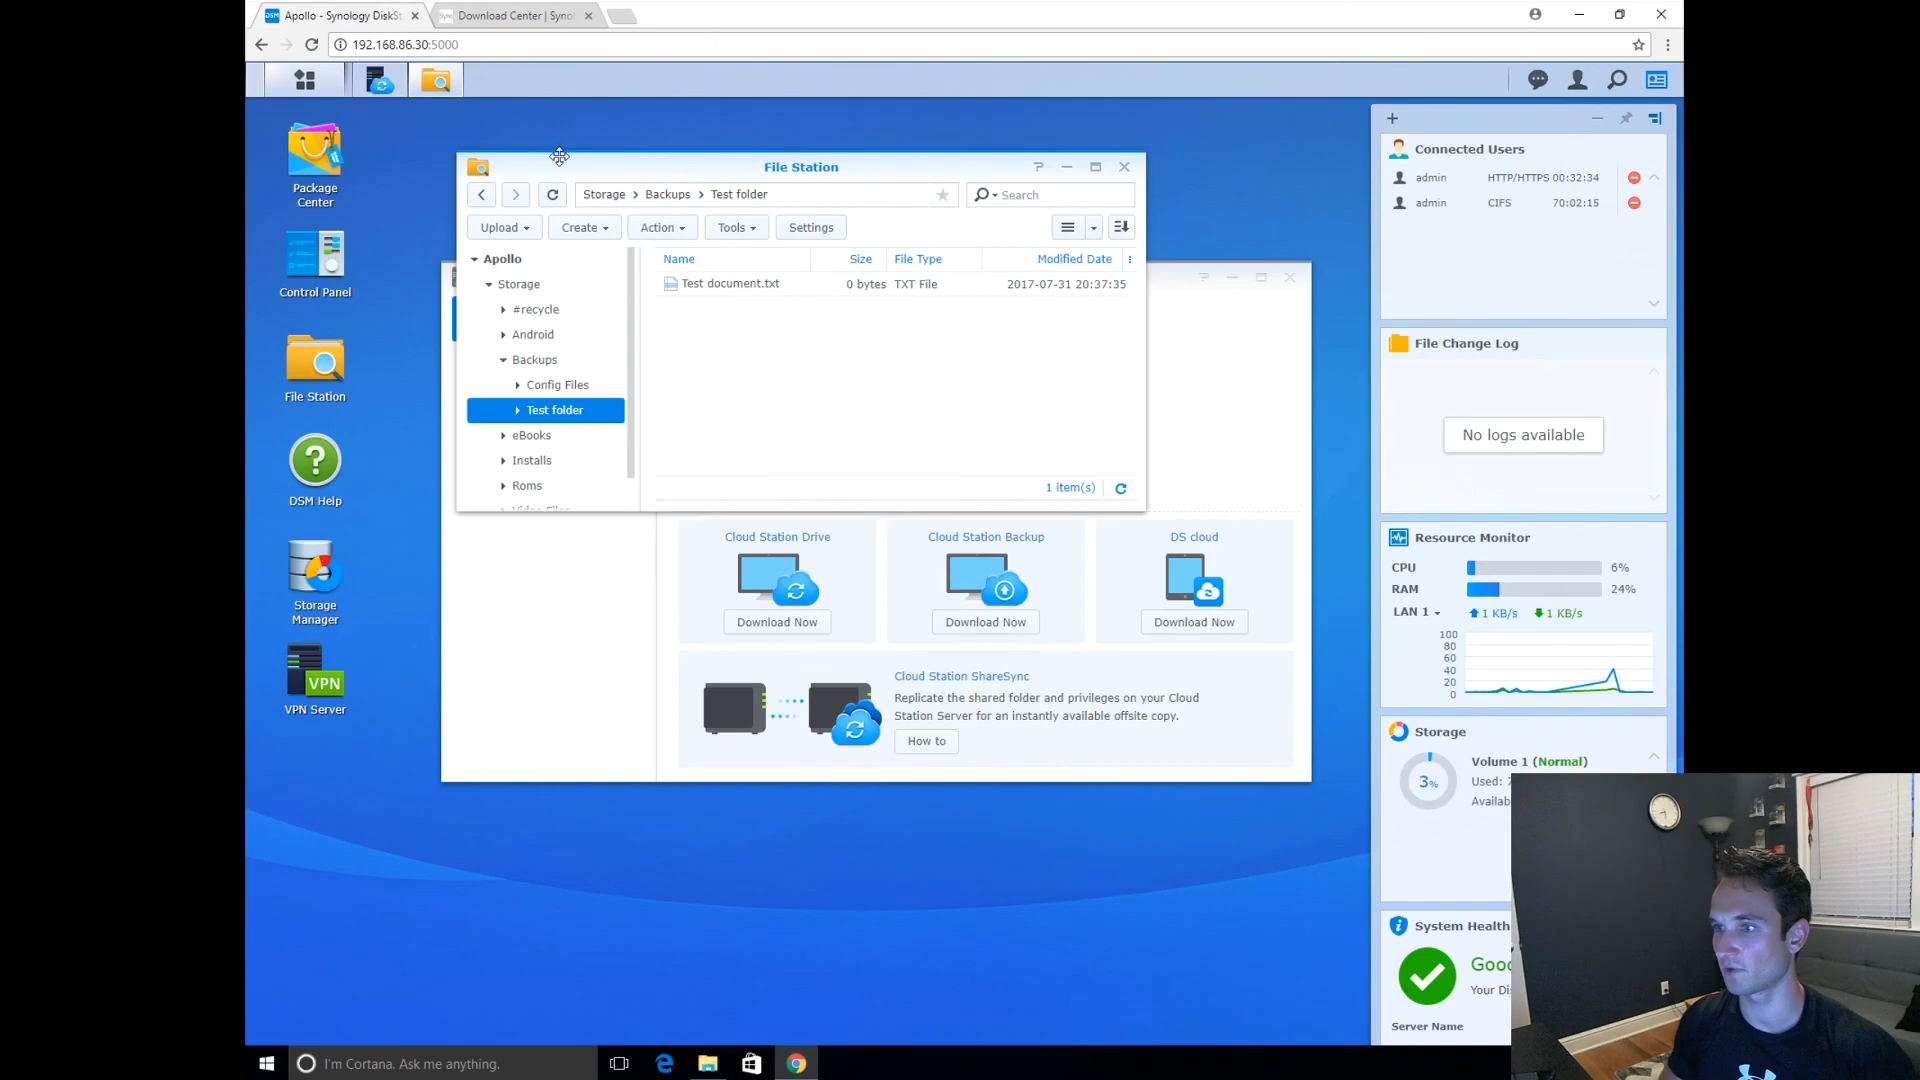 Apollo - Synology DiskSt
Download Center | Synol
192.168.86.30:5000
Package
Center
Control Panel
File Station
DSM Help
Storage
Manager
VPN
VPN Server
File Station
Storage > Backups > Test folder
Search
Upload
Create
Action
Tools
Settings
Apollo
Storage
#recycle
Android
Backups
Config Files
Test folder
eBooks
Installs
Roms
Name Size File Type Modified Date
Test document.txt 0 bytes TXT File 2017-07-31 20:37:35
1 item(s)
Cloud Station Drive
Download Now
Cloud Station Backup
Download Now
DS cloud
Download Now
Cloud Station ShareSync
Replicate the shared folder and privileges on your Cloud
Station Server for an instantly available offsite copy.
How to
Connected Users
admin HTTP/HTTPS 00:32:34
admin CIFS 70:02:15
File Change Log
No logs available
Resource Monitor
CPU 6%
RAM 24%
LAN 1 1 KB/s 1 KB/s
100
80
60
40
20
0
Storage
3%
Volume 1 (Normal)
Used:
Availab
System Health
Good
Your Dis
Server Name
I'm Cortana. Ask me anything.